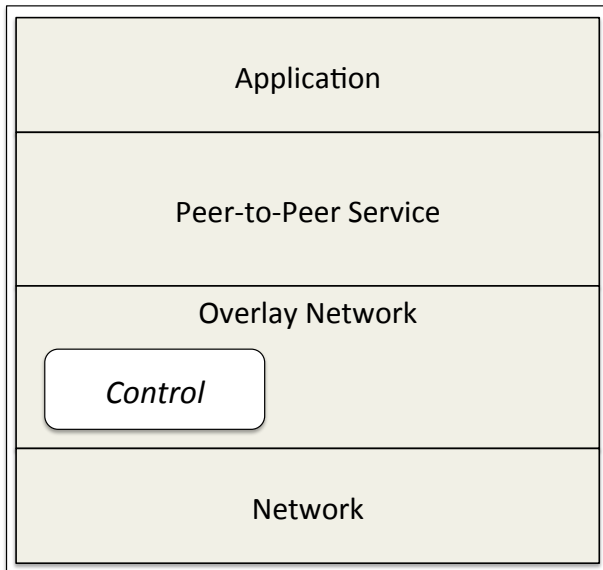 Application
Peer-to-Peer Service
Overlay Network
Control
Network